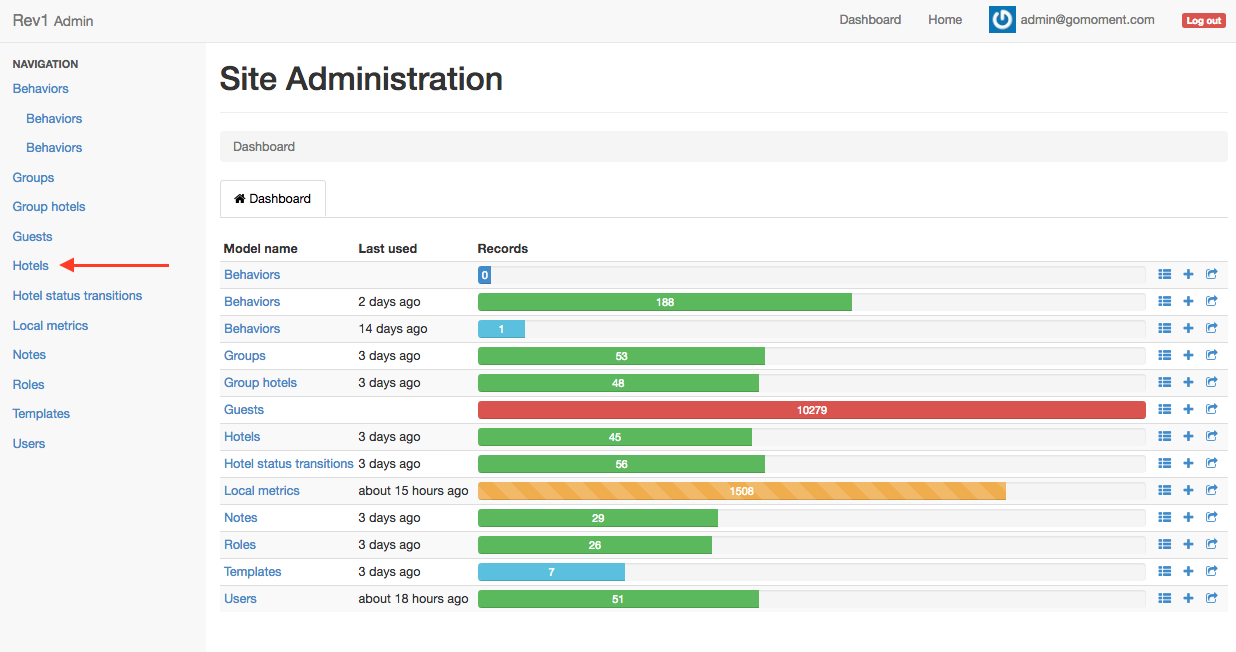 Rev1 Admin
Dashboard Home admin@gomoment.com Log out
NAVIGATION
Behaviors
Behaviors
Behaviors
Groups
Group hotels
Guests
Hotels
Hotel status transitions
Local metrics
Notes
Roles
Templates
Users
Site Administration
Dashboard
Dashboard
Model name Last used Records
Behaviors 0
Behaviors 2 days ago 188
Behaviors 14 days ago 1
Groups 3 days ago 53
Group hotels 3 days ago 48
Guests 10279
Hotels 3 days ago 45
Hotel status transitions 3 days ago 56
Local metrics about 15 hours ago 1508
Notes 3 days ago 29
Roles 3 days ago 26
Templates 3 days ago 7
Users about 18 hours ago 51